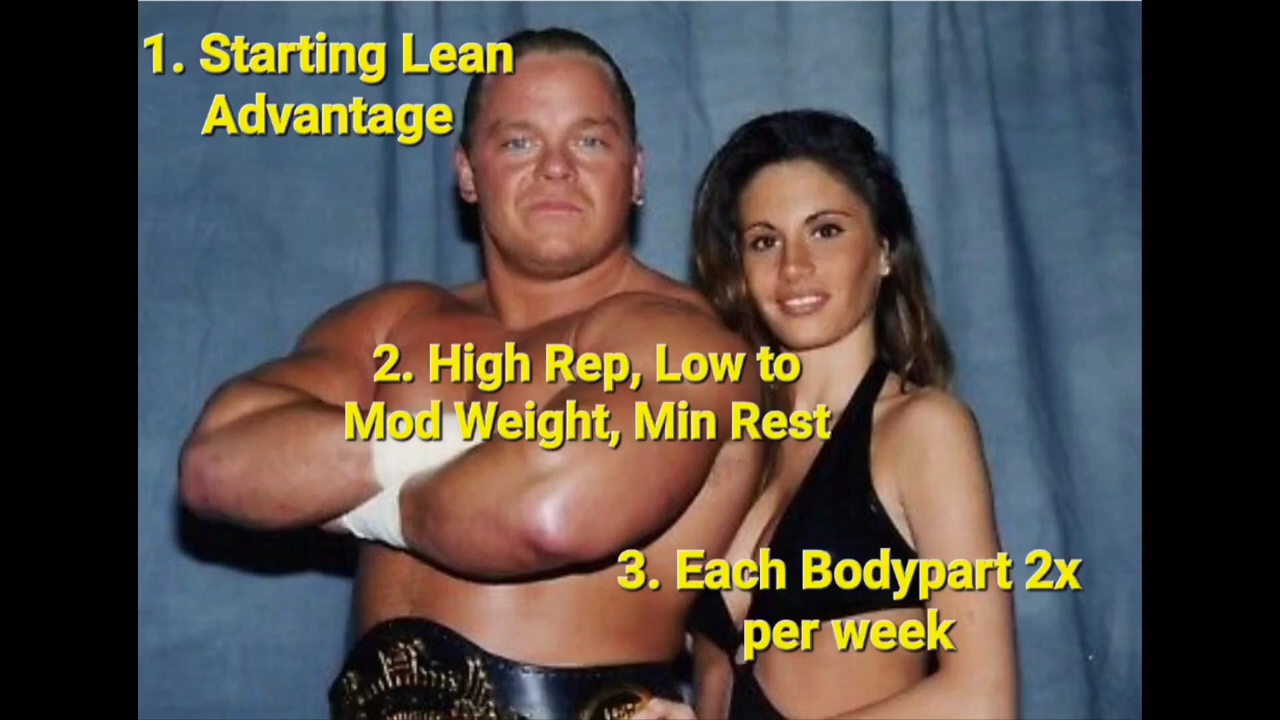 1. Starting Lean
Advantage
2. High Rep, Low to
Mod Weight, Min Rest
3. Each Bodypart 2x
per week